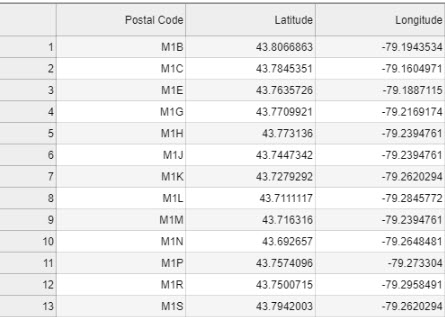 Postal Code Latitude Longitude
1 M1B 43.8066863 -79.1943534
2 M1C 43.7845351 -79.1604971
3 M1E 43.7635726 -79.1887115
4 M1G 43.7709921 -79.2169174
5 M1H 43.773136 -79.2394761
6 M1J 43.7447342 -79.2394761
7 M1K 43.7279292 -79.2620294
8 M1L 43.7111117 -79.2845772
9 M1M 43.716316 -79.2394761
10 M1N 43.692657 -79.2648481
11 M1P 43.7574096 -79.273304
12 M1R 43.7500715 -79.2958491
13 M1S 43.7942003 -79.2620294